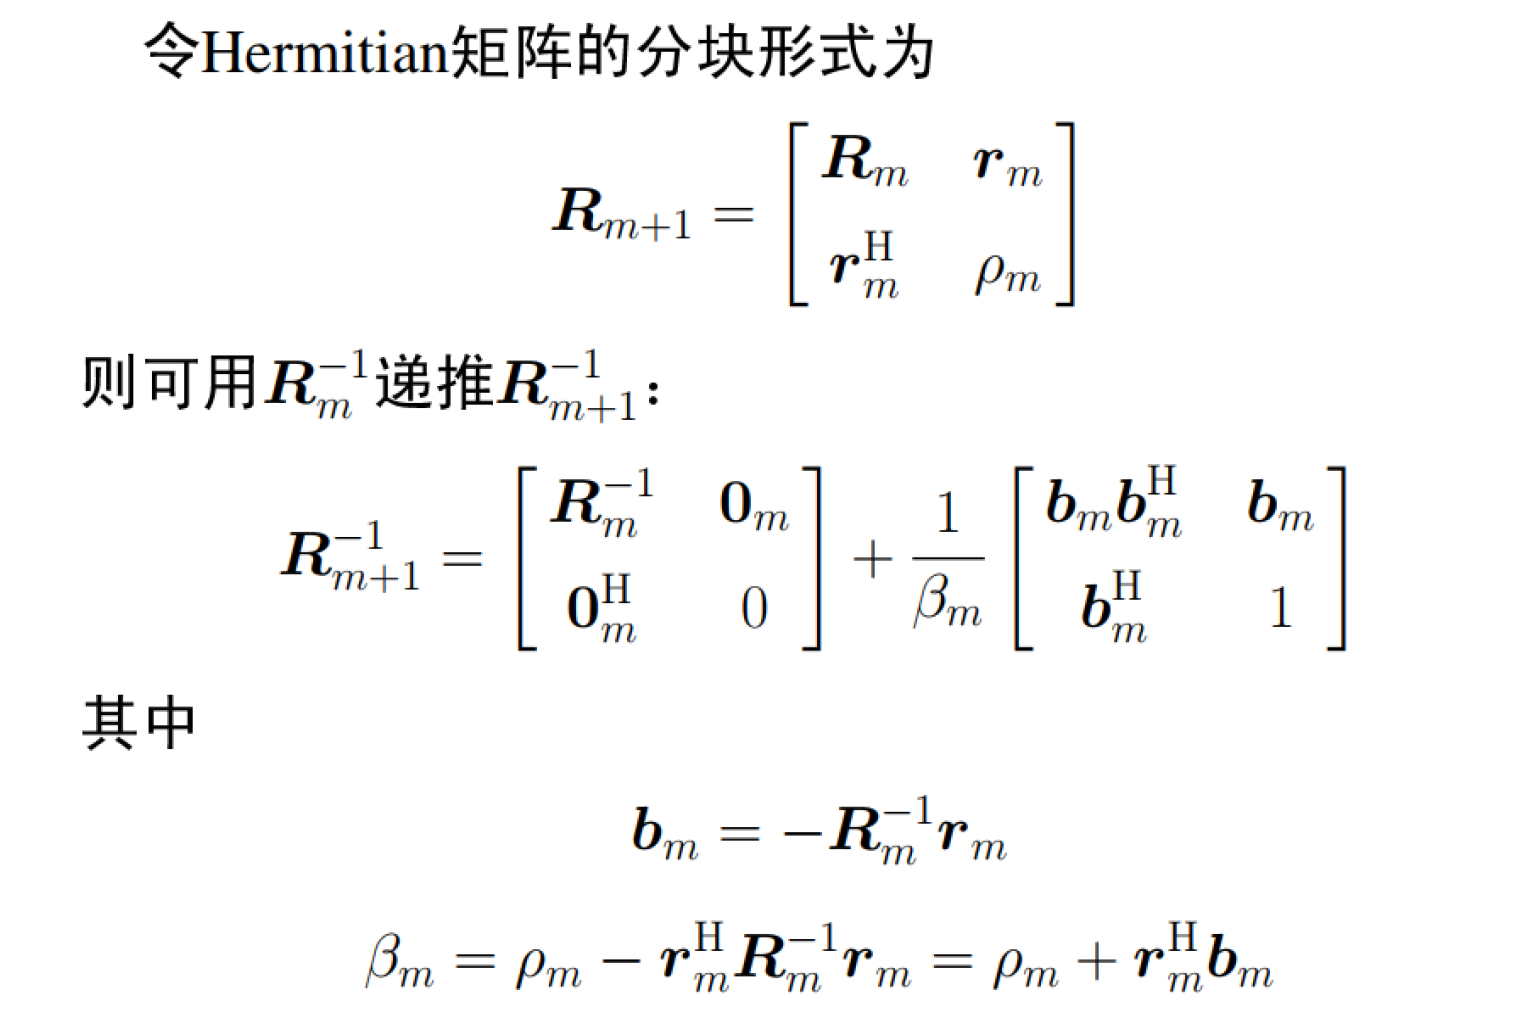 令Hermitian矩阵的分块形式为
$\boldsymbol{R}_{m+1} = \begin{bmatrix} \boldsymbol{R}_m & \boldsymbol{r}_m \\ \boldsymbol{r}_m^{\mathrm{H}} & \rho_m \end{bmatrix}$
则可用$\boldsymbol{R}_m^{-1}$递推$\boldsymbol{R}_{m+1}^{-1}$：
$\boldsymbol{R}_{m+1}^{-1} = \begin{bmatrix} \boldsymbol{R}_m^{-1} & \boldsymbol{0}_m \\ \boldsymbol{0}_m^{\mathrm{H}} & 0 \end{bmatrix} + \frac{1}{\beta_m} \begin{bmatrix} \boldsymbol{b}_m \boldsymbol{b}_m^{\mathrm{H}} & \boldsymbol{b}_m \\ \boldsymbol{b}_m^{\mathrm{H}} & 1 \end{bmatrix}$
其中
$\boldsymbol{b}_m = -\boldsymbol{R}_m^{-1} \boldsymbol{r}_m$
$\beta_m = \rho_m - \boldsymbol{r}_m^{\mathrm{H}} \boldsymbol{R}_m^{-1} \boldsymbol{r}_m = \rho_m + \boldsymbol{r}_m^{\mathrm{H}} \boldsymbol{b}_m$